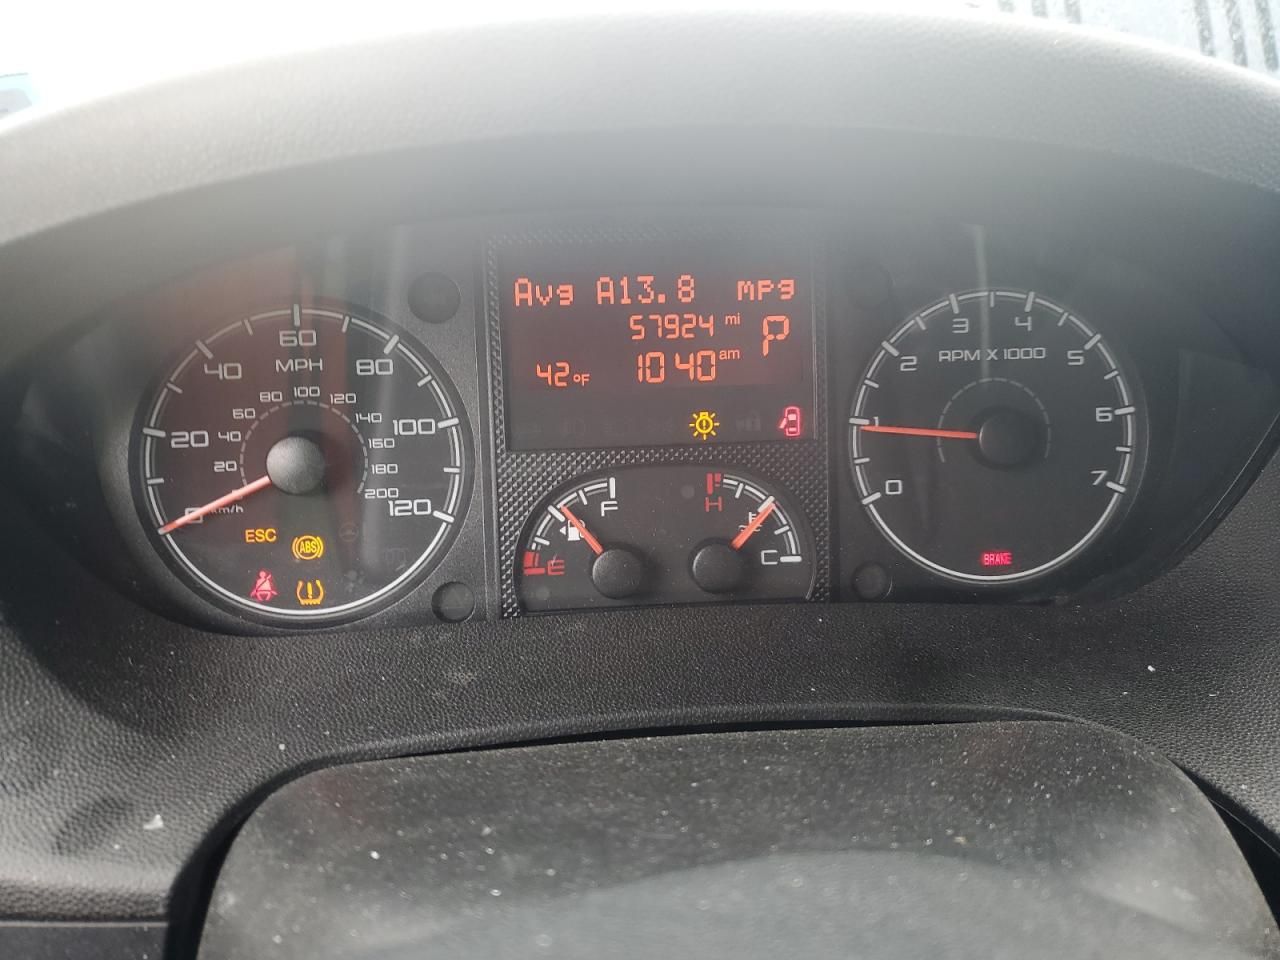 Avg A13.8 mpg
57924 mi P
42°F 10:40 am
0 20 40 60 80 100 120
MPH
20 40 60 80 100 120 140 160 180 200
km/h
ESC
ABS
F
E
H
C
0 1 2 3 4 5 6 7
RPM X 1000
BRAKE